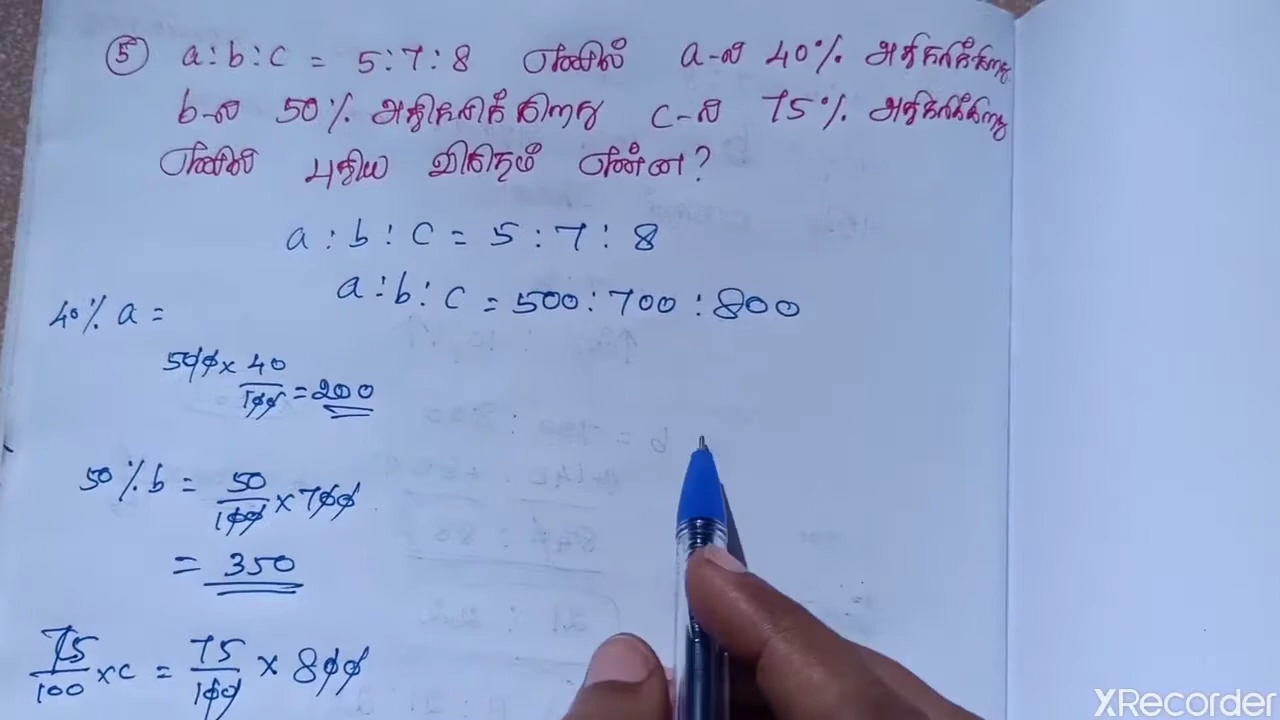 ⑤ a : b : c = 5 : 7 : 8 எனில் a-ல் 40% அதிகரிக்கிறது
b-ல் 50% அதிகரிக்கிறது c-ல் 75% அதிகரிக்கிறது
எனில் புதிய விகிதம் என்ன?
a : b : c = 5 : 7 : 8
a : b : c = 500 : 700 : 800
40% a =
500 × 40/100 = 200
50% b = 50/100 × 700
= 350
75/100 × c = 75/100 × 800
XRecorder